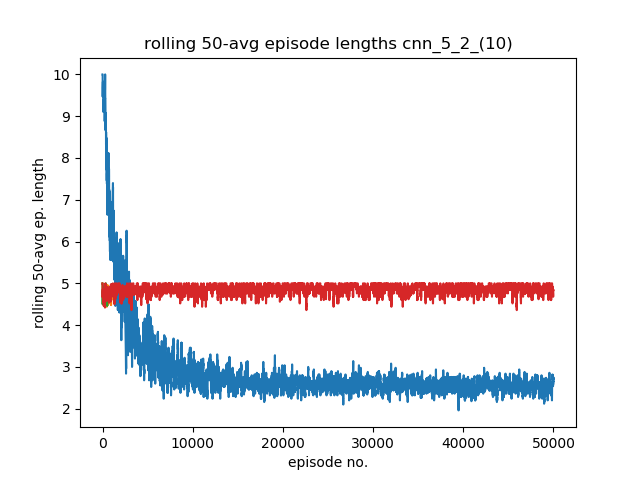 rolling 50-avg episode lengths cnn_5_2_(10)
rolling 50-avg ep. length
10
9
8
7
6
5
4
3
2
0 10000 20000 30000 40000 50000
episode no.